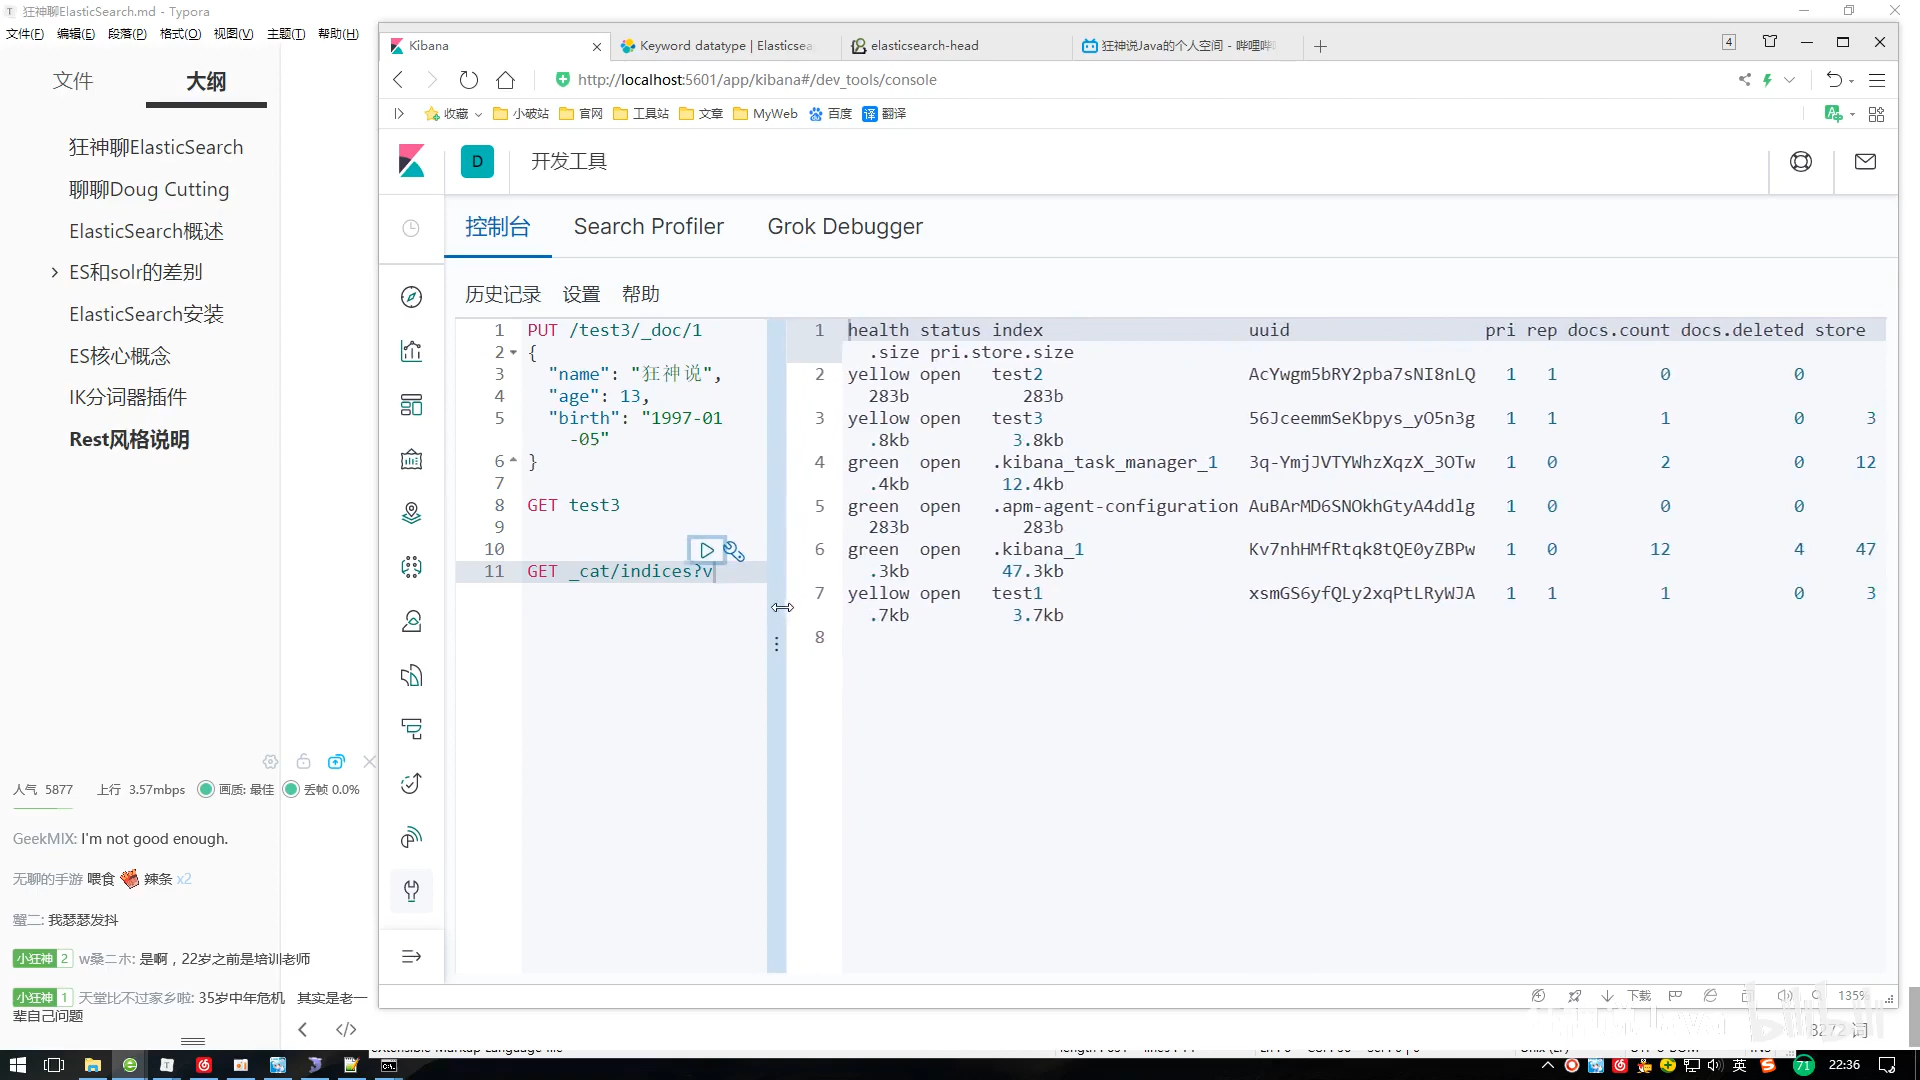 狂神聊ElasticSearch.md - Typora
文件(F) 编辑(E) 段落(P) 格式(O) 视图(V) 主题(T) 帮助(H)
文件 大纲
狂神聊ElasticSearch
聊聊Doug Cutting
ElasticSearch概述
ES和solr的差别
ElasticSearch安装
ES核心概念
IK分词器插件
Rest风格说明
人气 5877 上行 3.57mbps 画质: 最佳 丢帧 0.0%
GeekMIX: I'm not good enough.
无聊的手游 喂食 辣条 x2
蟹二: 我瑟瑟发抖
小狂神 2 w桑二木: 是啊，22岁之前是培训老师
小狂神 1 天堂比不过家乡啦: 35岁中年危机 其实是老一
辈自己问题
Kibana
Keyword datatype | Elasticsea
elasticsearch-head
狂神说Java的个人空间 - 哔哩哔
4
http://localhost:5601/app/kibana#/dev_tools/console
收藏 小破站 官网 工具站 文章 MyWeb 百度 译 翻译
D 开发工具
控制台 Search Profiler Grok Debugger
历史记录 设置 帮助
1 PUT /test3/_doc/1
2 {
3 "name": "狂神说",
4 "age": 13,
5 "birth": "1997-01
-05"
6 }
7
8 GET test3
9
10
11 GET _cat/indices?v
1 health status index uuid pri rep docs.count docs.deleted store
.size pri.store.size
2 yellow open test2 AcYwgm5bRY2pba7sNI8nLQ 1 1 0 0
283b 283b
3 yellow open test3 56JceemmSeKbpys_yO5n3g 1 1 1 0 3
.8kb 3.8kb
4 green open .kibana_task_manager_1 3q-YmjJVTYWhzXqzX_3OTw 1 0 2 0 12
.4kb 12.4kb
5 green open .apm-agent-configuration AuBArMD6SNOkhGtyA4ddlg 1 0 0 0
283b 283b
6 green open .kibana_1 Kv7nhHMfRtqk8tQE0yZBPw 1 0 12 4 47
.3kb 47.3kb
7 yellow open test1 xsmGS6yfQLy2xqPtLRyWJA 1 1 1 0 3
.7kb 3.7kb
8
下载 135%
8272 词
71 英 22:36